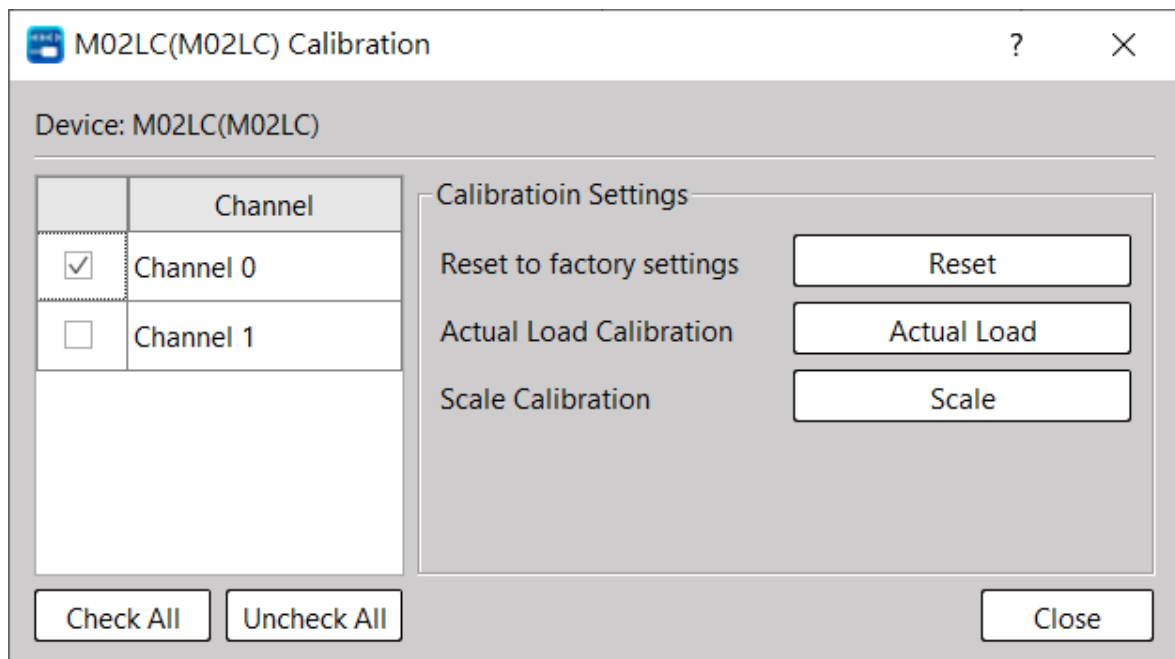 M02LC(M02LC) Calibration
?
Device: M02LC(M02LC)
Channel
Channel 0
Channel 1
Calibratioin Settings
Reset to factory settings
Reset
Actual Load Calibration
Actual Load
Scale Calibration
Scale
Check All
Uncheck All
Close